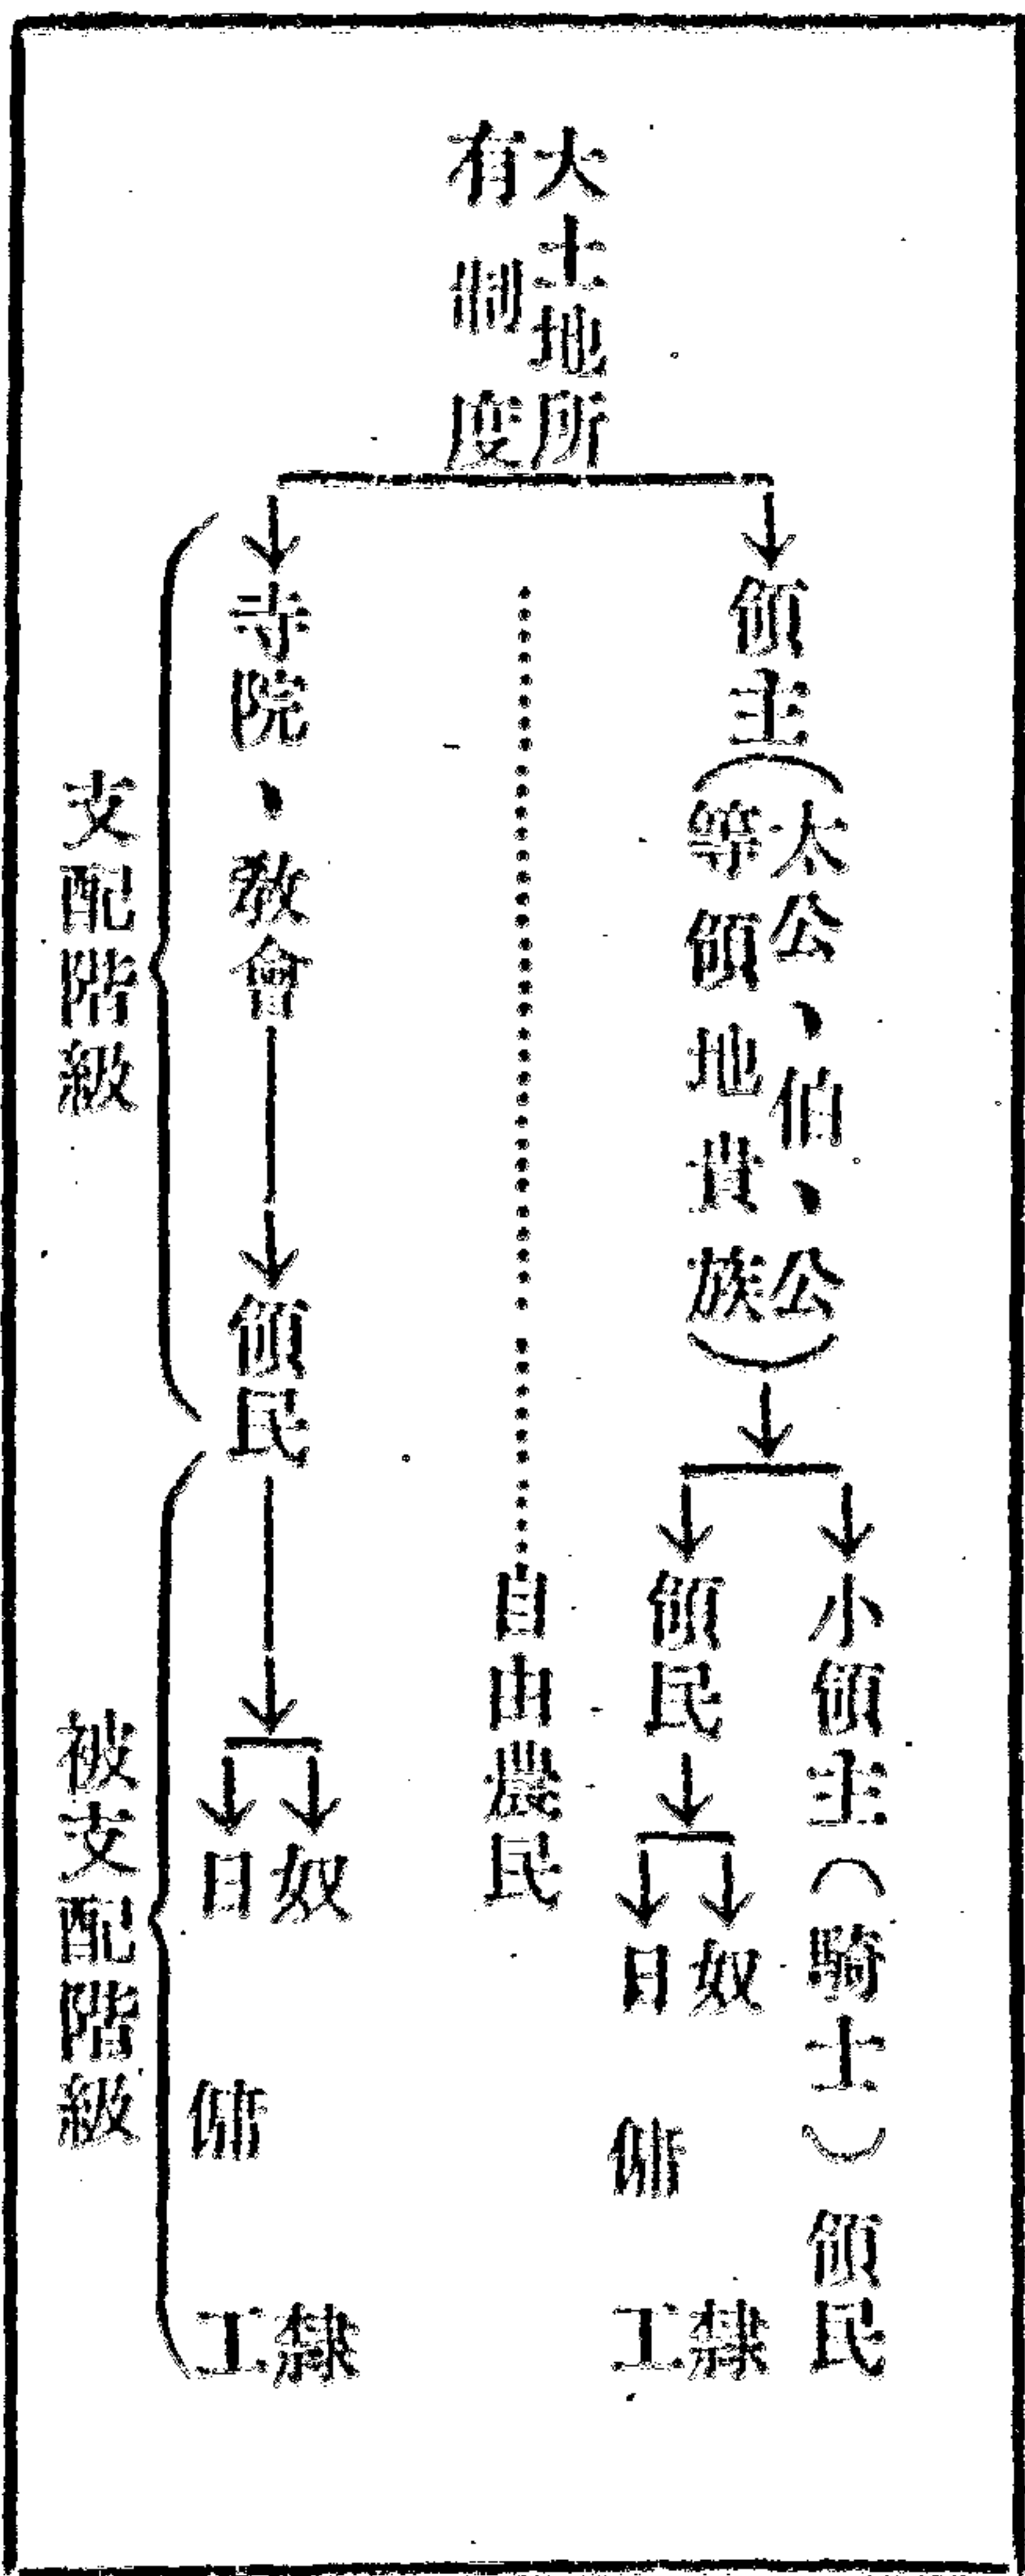 大土地所
有制度
領主（太公、伯、公
等領地貴族）
小領主（騎士）領民
領民
奴隸
日傭工
自由農民
寺院、教會
領民
奴隸
日傭工
支配階級
被支配階級